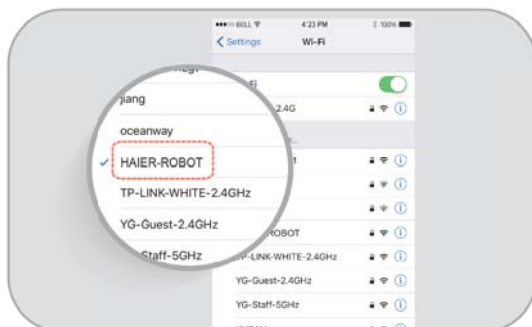 BELL 4:23 PM 100%
Settings Wi-Fi
jiang
2.4G
oceanway
HAIER-ROBOT
TP-LINK-WHITE-2.4GHz
YG-Guest-2.4GHz
Staff-5GHz
ROBOT
P-LINK-WHITE-2.4GHz
YG-Guest-2.4GHz
YG-Staff-5GHz